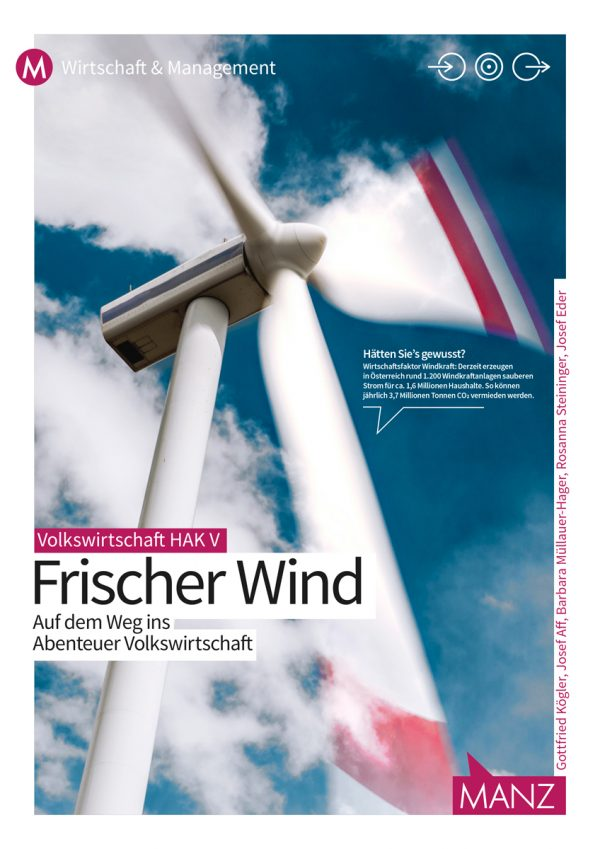 M Wirtschaft & Management
Hätten Sie's gewusst?
Wirtschaftsfaktor Windkraft: Derzeit erzeugen
in Österreich rund 1.200 Windkraftanlagen sauberen
Strom für ca. 1,6 Millionen Haushalte. So können
jährlich 3,7 Millionen Tonnen CO₂ vermieden werden.
Gottfried Kögler, Josef Aff, Barbara Müllauer-Hager, Rosanna Steininger, Josef Eder
Volkswirtschaft HAK V
Frischer Wind
Auf dem Weg ins
Abenteuer Volkswirtschaft
MANZ